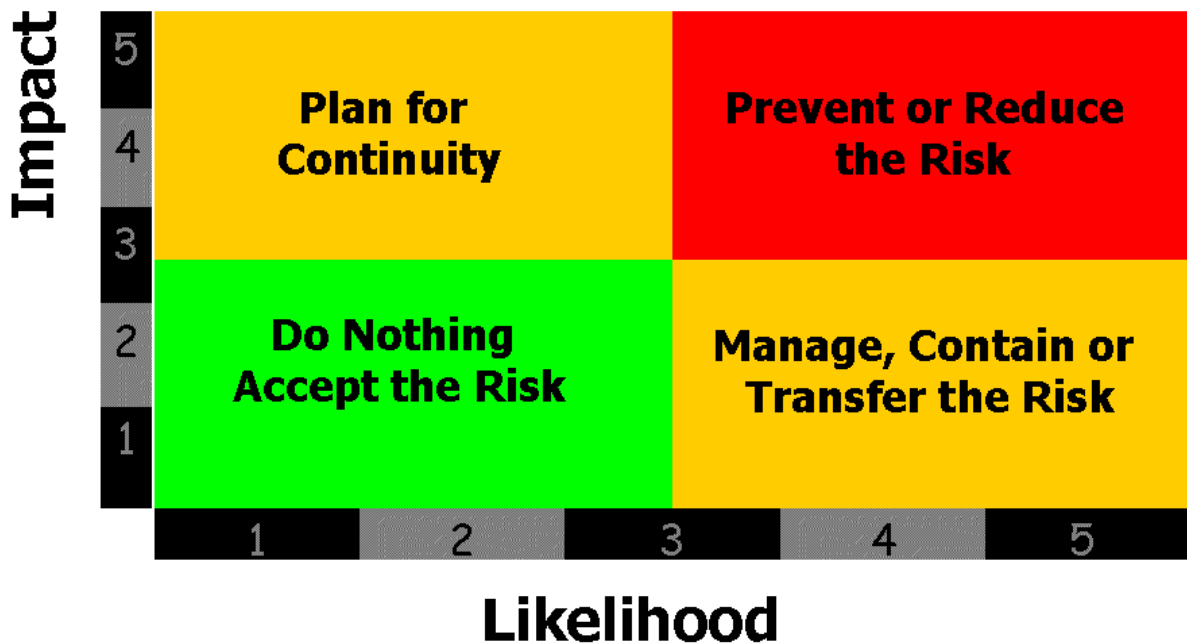 Impact
5
4
3
2
1
Plan for
Continuity
Prevent or Reduce
the Risk
Do Nothing
Accept the Risk
Manage, Contain or
Transfer the Risk
1 2 3 4 5
Likelihood